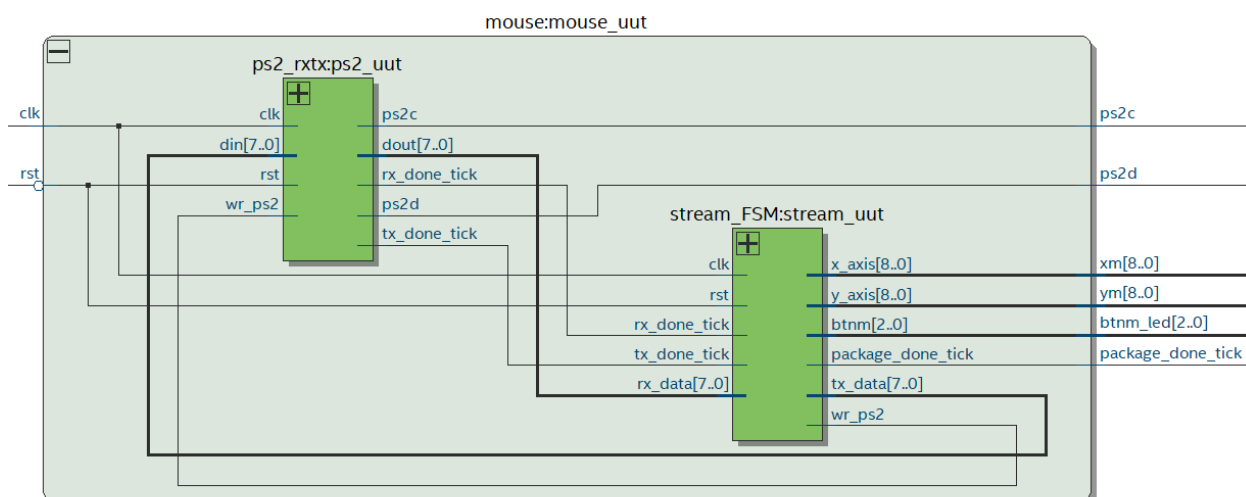 mouse:mouse_uut
ps2_rxtx:ps2_uut
clk
clk
ps2c
ps2c
din[7..0]
dout[7..0]
rst
rst
rx_done_tick
ps2d
wr_ps2
ps2d
tx_done_tick
stream_FSM:stream_uut
clk
x_axis[8..0]
xm[8..0]
rst
y_axis[8..0]
ym[8..0]
rx_done_tick
btnm[2..0]
btnm_led[2..0]
tx_done_tick
package_done_tick
package_done_tick
rx_data[7..0]
tx_data[7..0]
wr_ps2